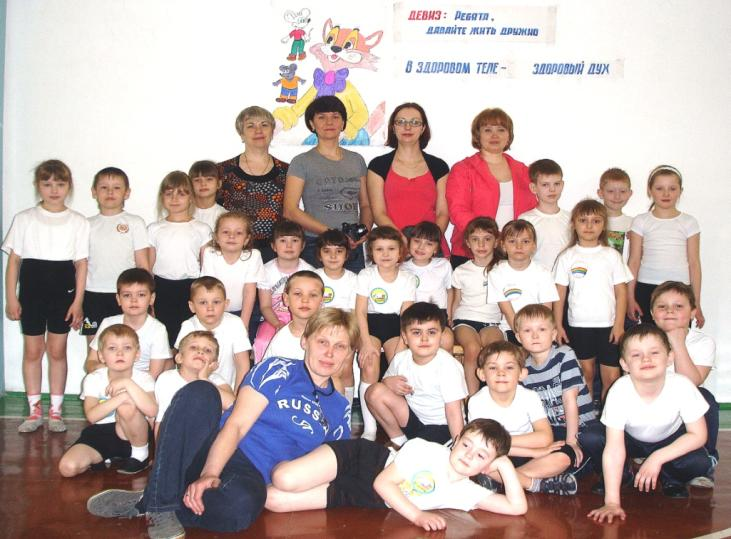 ДЕВИЗ: РЕБЯТА,
ДАВАЙТЕ ЖИТЬ ДРУЖНО
В ЗДОРОВОМ ТЕЛЕ- ЗДОРОВЫЙ ДУХ
RUSSIA